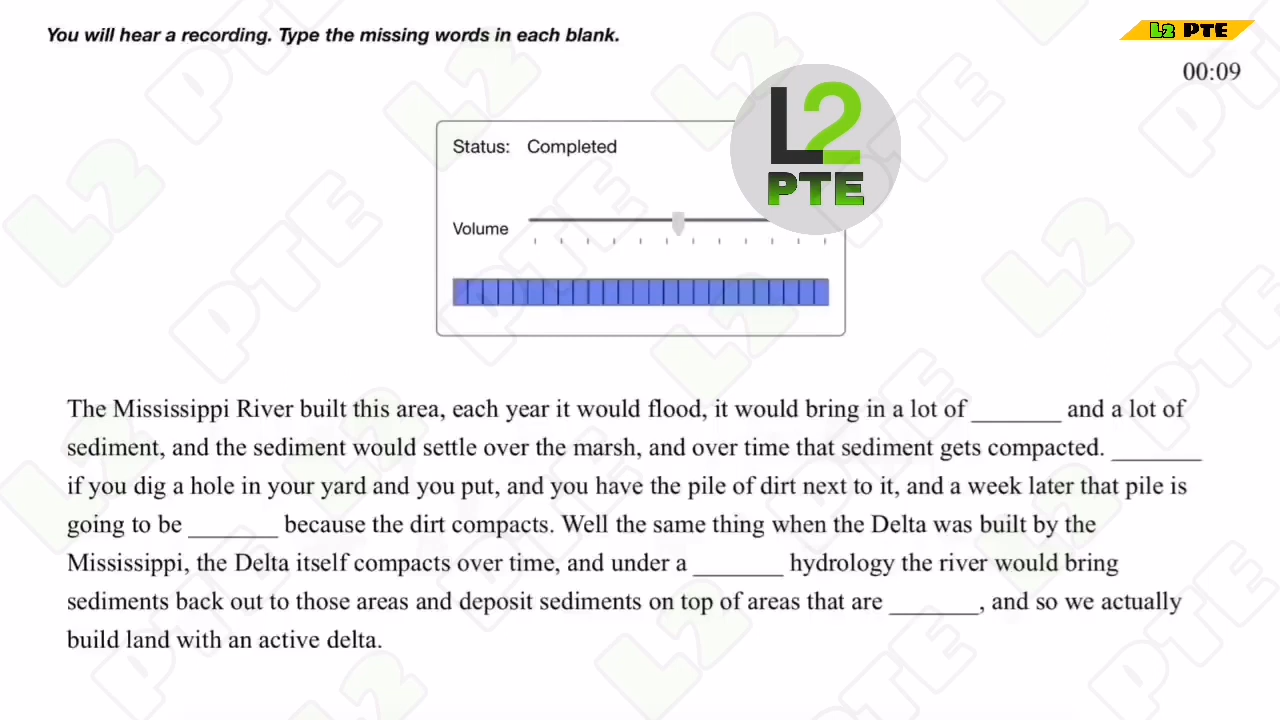 You will hear a recording. Type the missing words in each blank.
L2 PTE
00:09
L2
PTE
Status: Completed
Volume
The Mississippi River built this area, each year it would flood, it would bring in a lot of _______ and a lot of
sediment, and the sediment would settle over the marsh, and over time that sediment gets compacted. _______
if you dig a hole in your yard and you put, and you have the pile of dirt next to it, and a week later that pile is
going to be _______ because the dirt compacts. Well the same thing when the Delta was built by the
Mississippi, the Delta itself compacts over time, and under a _______ hydrology the river would bring
sediments back out to those areas and deposit sediments on top of areas that are _______, and so we actually
build land with an active delta.